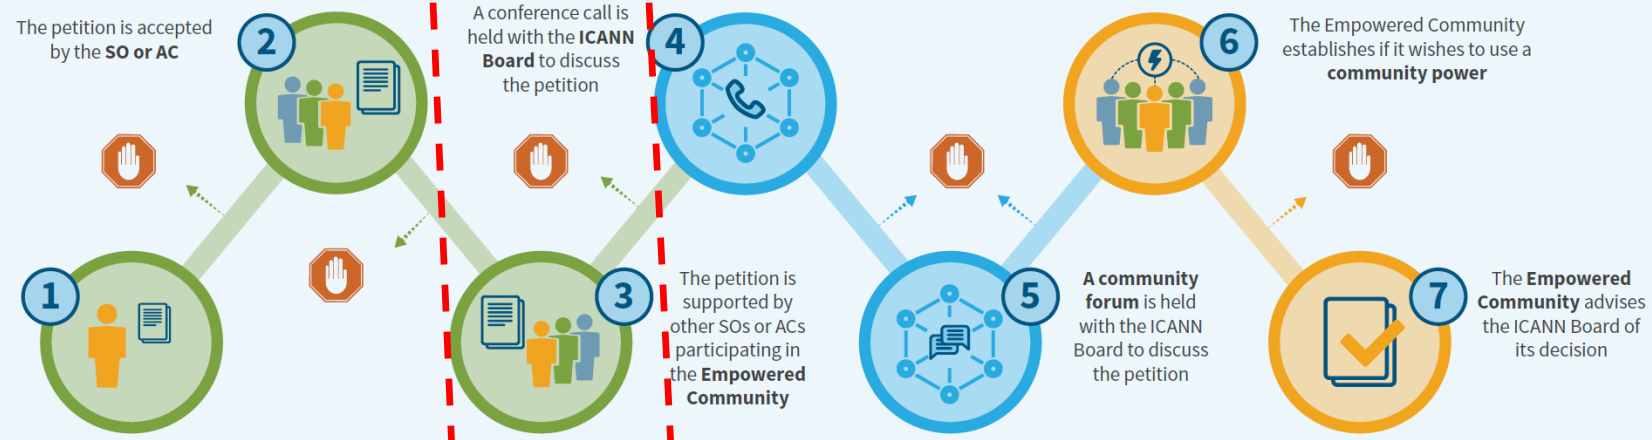 1
The petition is accepted
by the SO or AC
2
3
The petition is
supported by
other SOs or ACs
participating in
the Empowered
Community
A conference call is
held with the ICANN
Board to discuss
the petition
4
5
A community
forum is held
with the ICANN
Board to discuss
the petition
6
The Empowered Community
establishes if it wishes to use a
community power
7
The Empowered
Community advises
the ICANN Board of
its decision